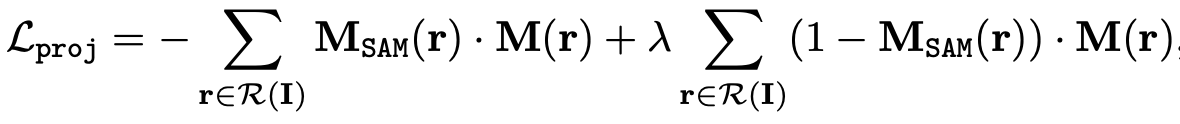 ℒ_proj = − ∑_{r∈ℛ(I)} M_SAM(r) · M(r) + λ ∑_{r∈ℛ(I)} (1 − M_SAM(r)) · M(r),